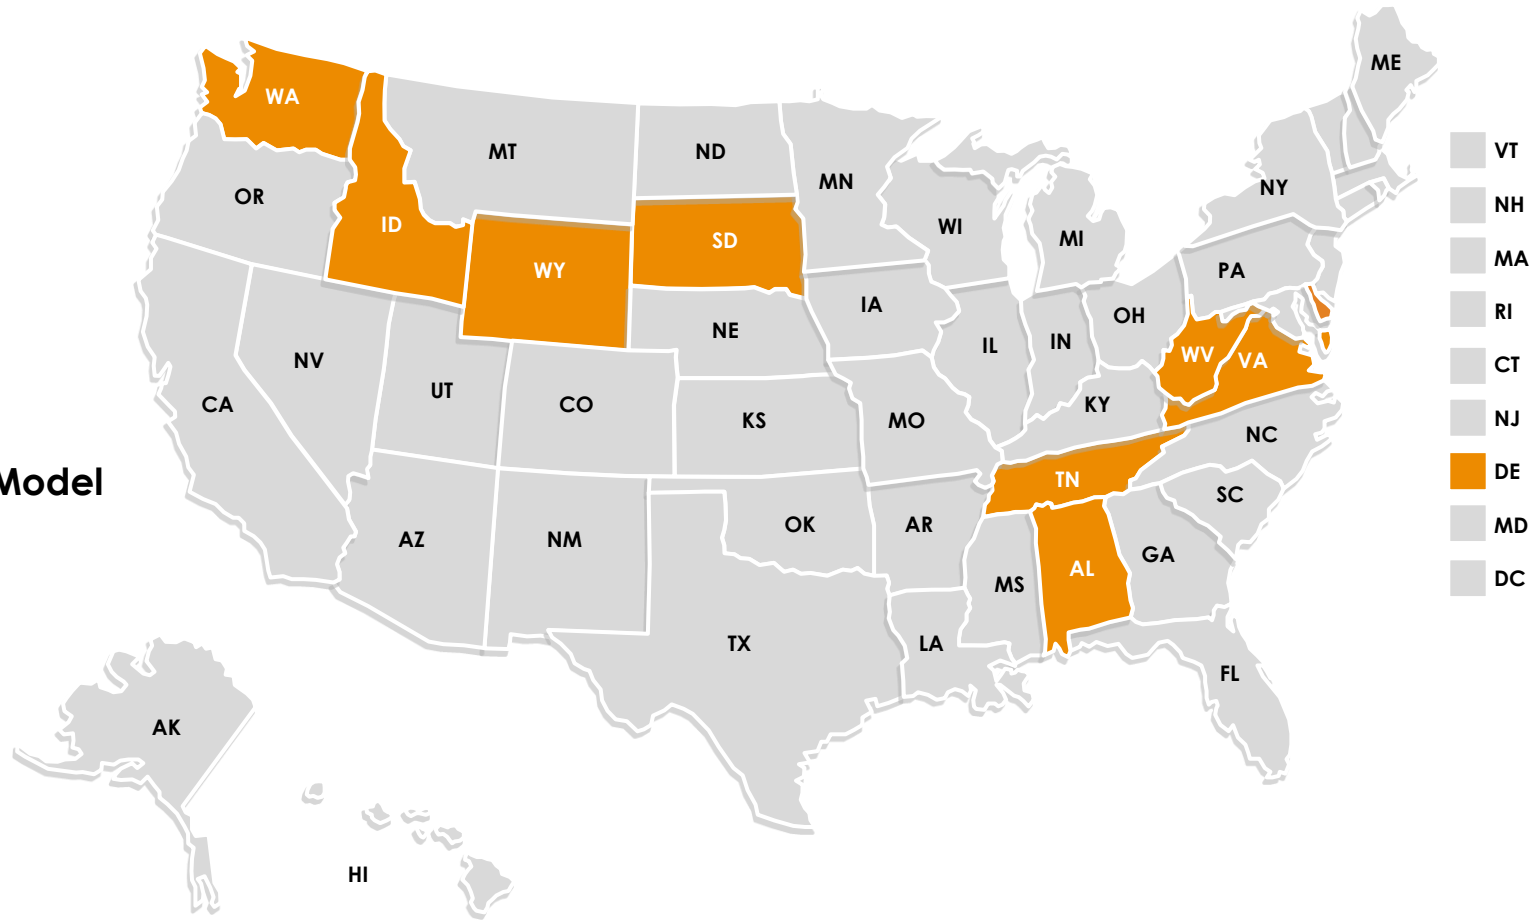 ME
WA
VT
MT
ND
MN
NY
OR
NH
ID
SD
WI
MI
MA
WY
PA
IA
RI
NE
OH
IN
IL
NV
WV
VA
CT
UT
CO
CA
KY
KS
MO
NJ
NC
DE
TN
Model
SC
OK
AR
MD
AZ
NM
GA
AL
DC
MS
TX
LA
FL
AK
HI